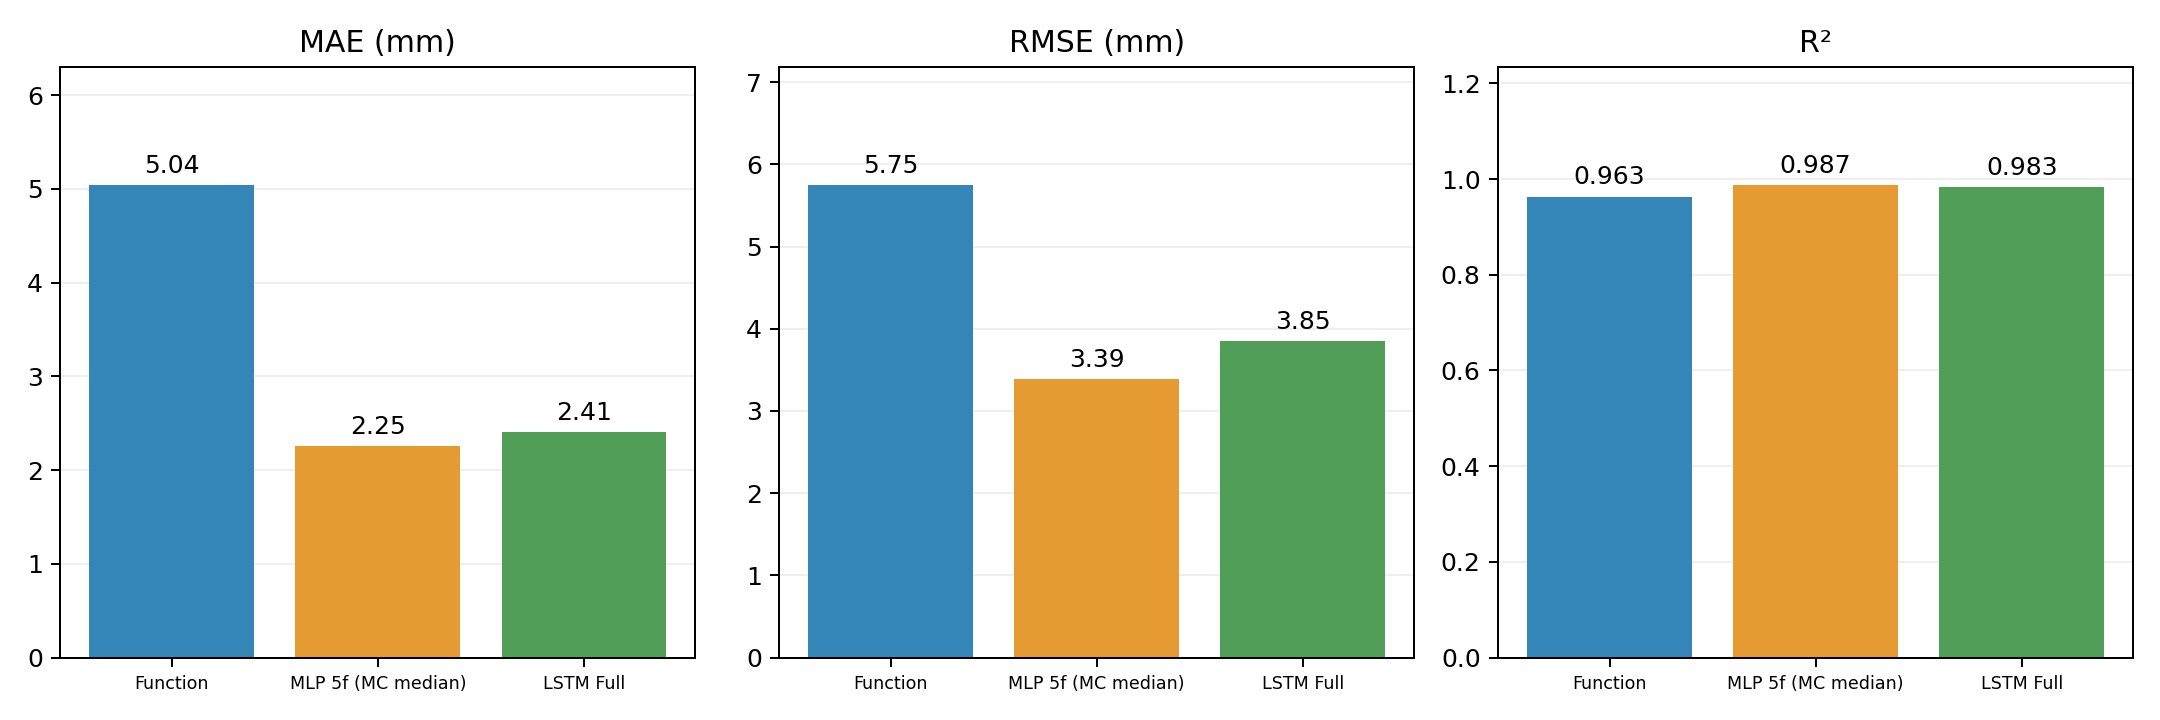 MAE (mm)
6
5
4
3
2
1
0
5.04
2.25
2.41
Function
MLP 5f (MC median)
LSTM Full
RMSE (mm)
7
6
5
4
3
2
1
0
5.75
3.39
3.85
Function
MLP 5f (MC median)
LSTM Full
R²
1.2
1.0
0.8
0.6
0.4
0.2
0.0
0.963
0.987
0.983
Function
MLP 5f (MC median)
LSTM Full